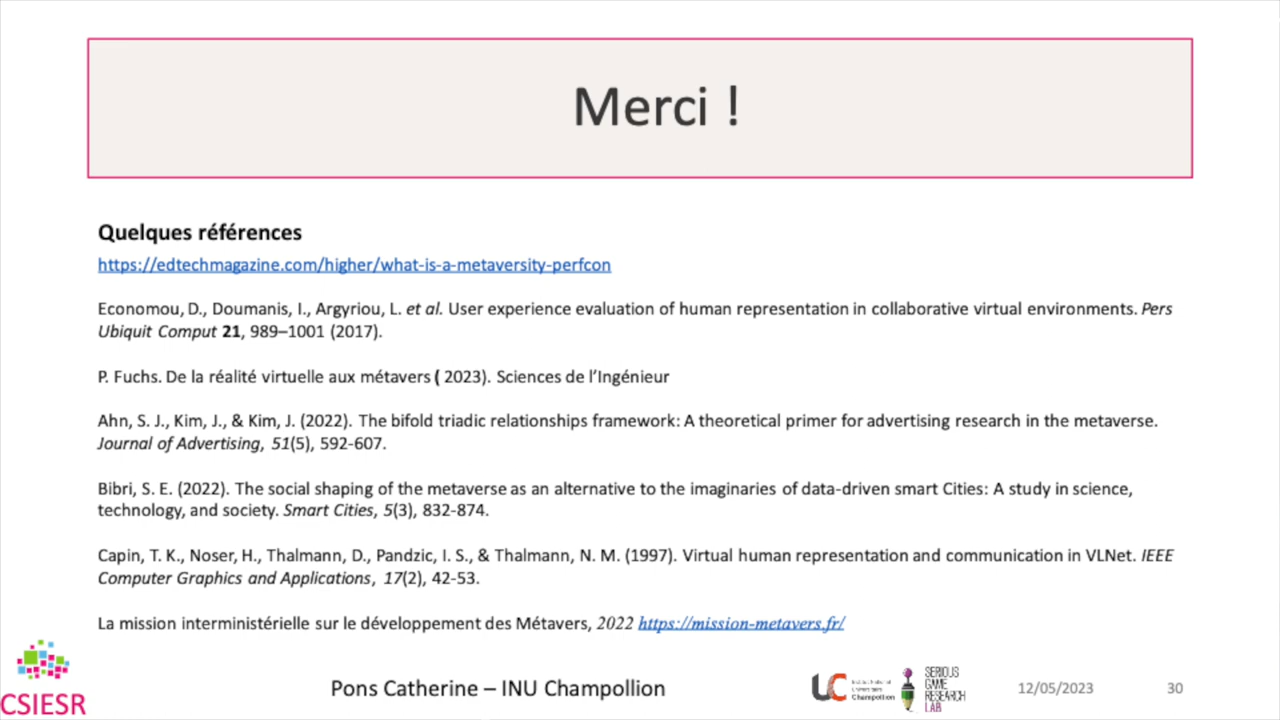 Merci !
Quelques références
https://edtechmagazine.com/higher/what-is-a-metaversity-perfcon
Economou, D., Doumanis, I., Argyriou, L. et al. User experience evaluation of human representation in collaborative virtual environments. Pers
Ubiquit Comput 21, 989–1001 (2017).
P. Fuchs. De la réalité virtuelle aux métavers ( 2023). Sciences de l'Ingénieur
Ahn, S. J., Kim, J., & Kim, J. (2022). The bifold triadic relationships framework: A theoretical primer for advertising research in the metaverse.
Journal of Advertising, 51(5), 592-607.
Bibri, S. E. (2022). The social shaping of the metaverse as an alternative to the imaginaries of data-driven smart Cities: A study in science,
technology, and society. Smart Cities, 5(3), 832-874.
Capin, T. K., Noser, H., Thalmann, D., Pandzic, I. S., & Thalmann, N. M. (1997). Virtual human representation and communication in VLNet. IEEE
Computer Graphics and Applications, 17(2), 42-53.
La mission interministérielle sur le développement des Métavers, 2022 https://mission-metavers.fr/
CSIESR
Pons Catherine – INU Champollion
UC
Institut National
Universitaire
Champollion
SERIOUS
GAME
RESEARCH
LAB
12/05/2023
30